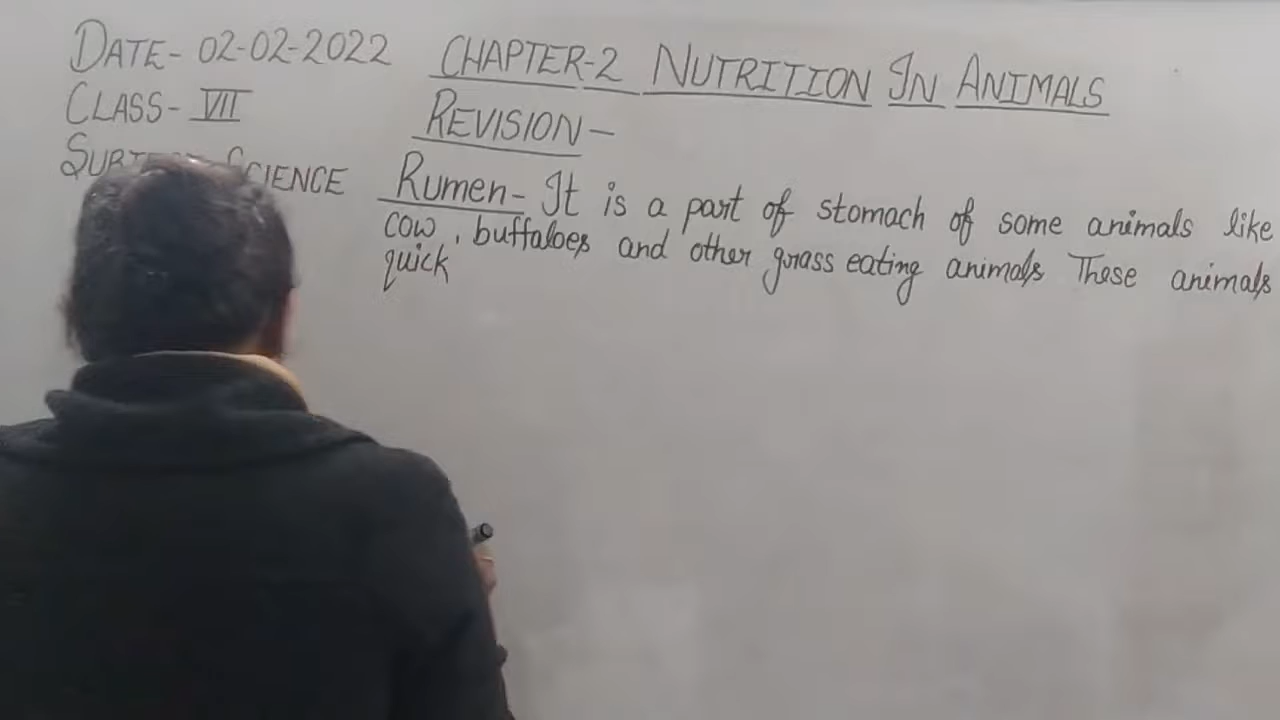 DATE- 02-02-2022
CHAPTER-2 NUTRITION IN ANIMALS
CLASS- VII
REVISION-
SCIENCE
Rumen- It is a part of stomach of some animals like
cow, buffaloes and other grass eating animals These animals
quick